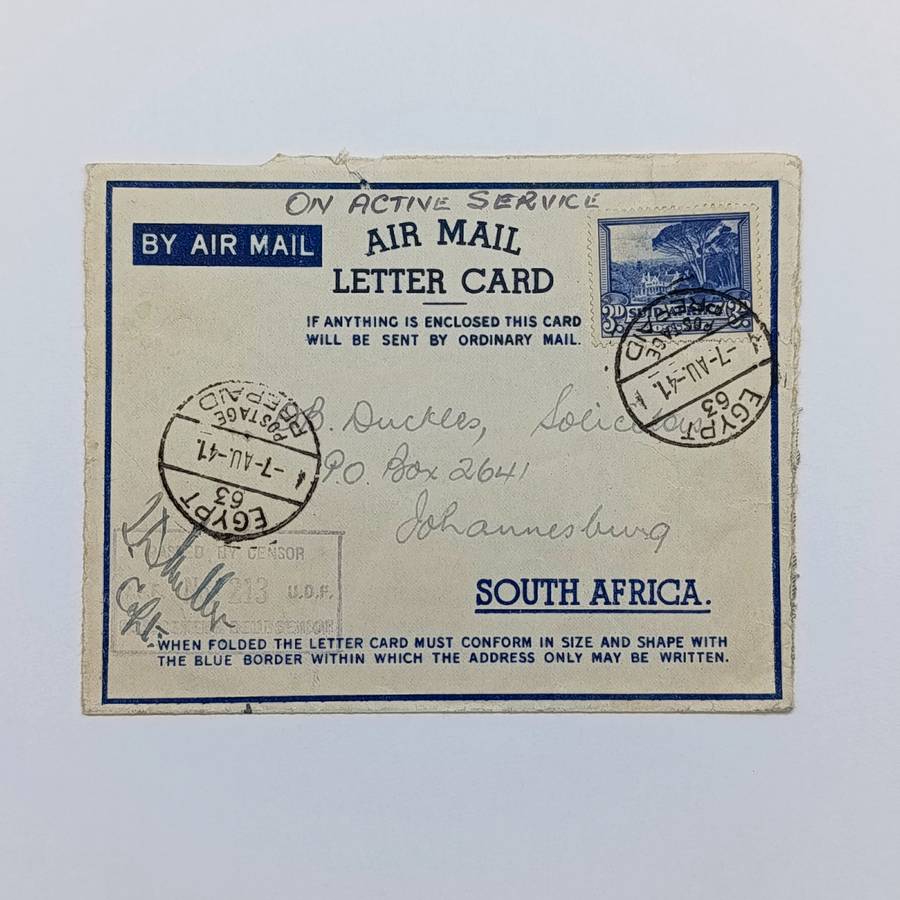 ON ACTIVE SERVICE
BY AIR MAIL
AIR MAIL
LETTER CARD
IF ANYTHING IS ENCLOSED THIS CARD
WILL BE SENT BY ORDINARY MAIL.
3D
POSTAGE
PREPAID
-7-AU.-41.
EGYPT
63
B. Duckles, Solicitor
P.O. Box 2641
Johannesburg
POSTAGE
PREPAID
-7-AU.-41.
EGYPT
63
BY CENSOR
213 U.D.F.
Capt.
SOUTH AFRICA.
WHEN FOLDED THE LETTER CARD MUST CONFORM IN SIZE AND SHAPE WITH
THE BLUE BORDER WITHIN WHICH THE ADDRESS ONLY MAY BE WRITTEN.